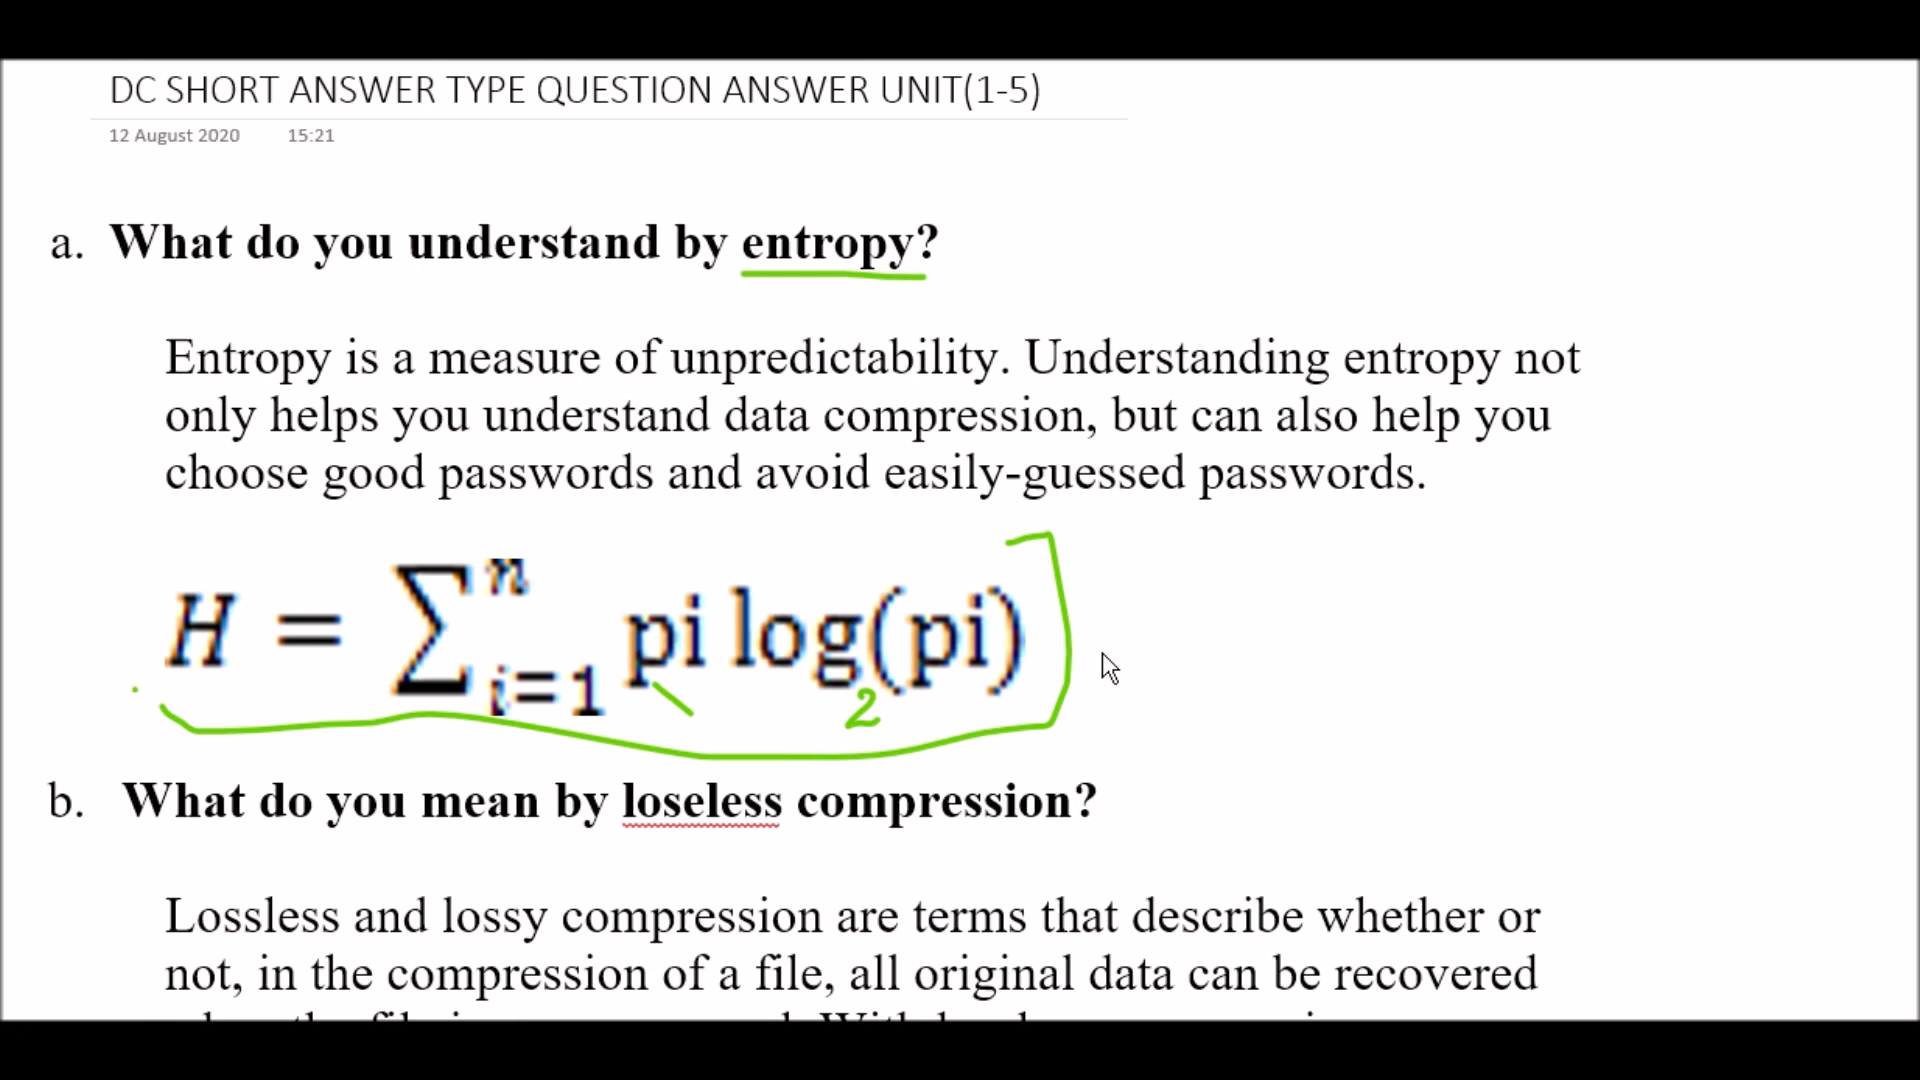 DC SHORT ANSWER TYPE QUESTION ANSWER UNIT(1-5)
12 August 2020 15:21
a. What do you understand by entropy?
Entropy is a measure of unpredictability. Understanding entropy not
only helps you understand data compression, but can also help you
choose good passwords and avoid easily-guessed passwords.
H = ∑ⁿᵢ₌₁ pi log₂(pi)
b. What do you mean by loseless compression?
Lossless and lossy compression are terms that describe whether or
not, in the compression of a file, all original data can be recovered